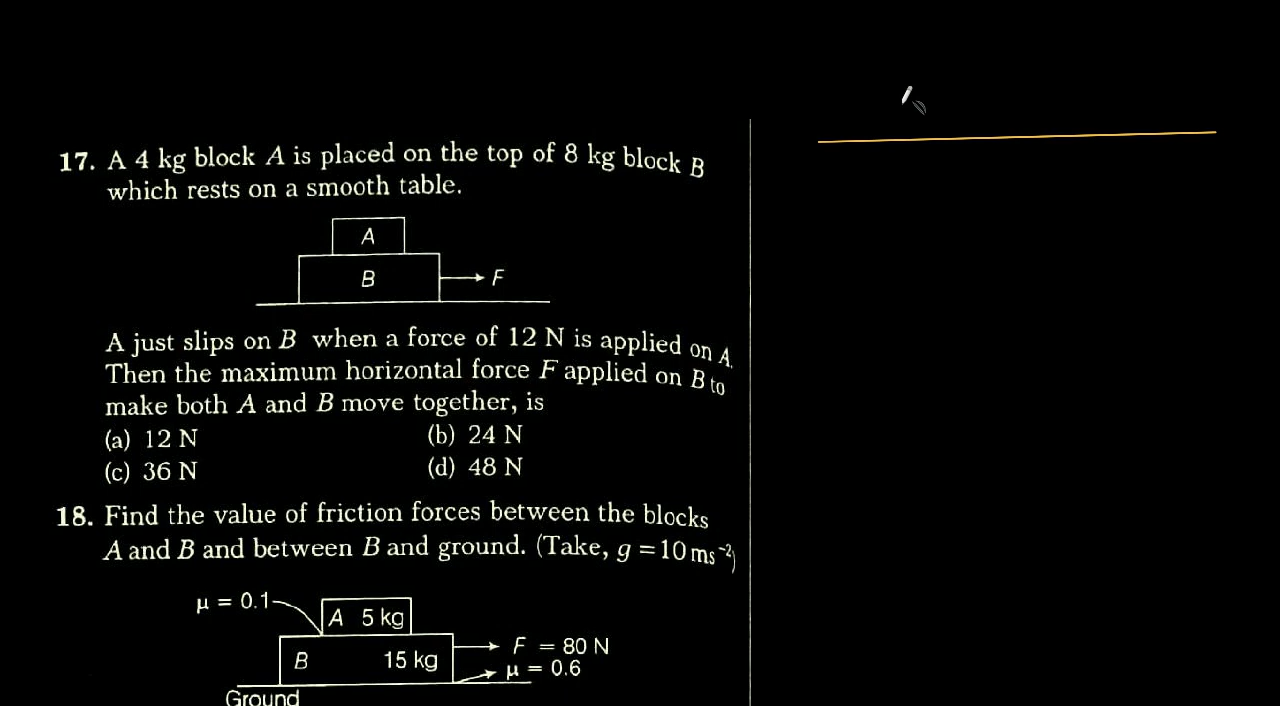 17. A 4 kg block A is placed on the top of 8 kg block B
which rests on a smooth table.
A
B
F
A just slips on B when a force of 12 N is applied on A.
Then the maximum horizontal force F applied on B to
make both A and B move together, is
(a) 12 N (b) 24 N
(c) 36 N (d) 48 N
18. Find the value of friction forces between the blocks
A and B and between B and ground. (Take, g = 10 ms⁻²)
μ = 0.1
A 5 kg
F = 80 N
B 15 kg
μ = 0.6
Ground